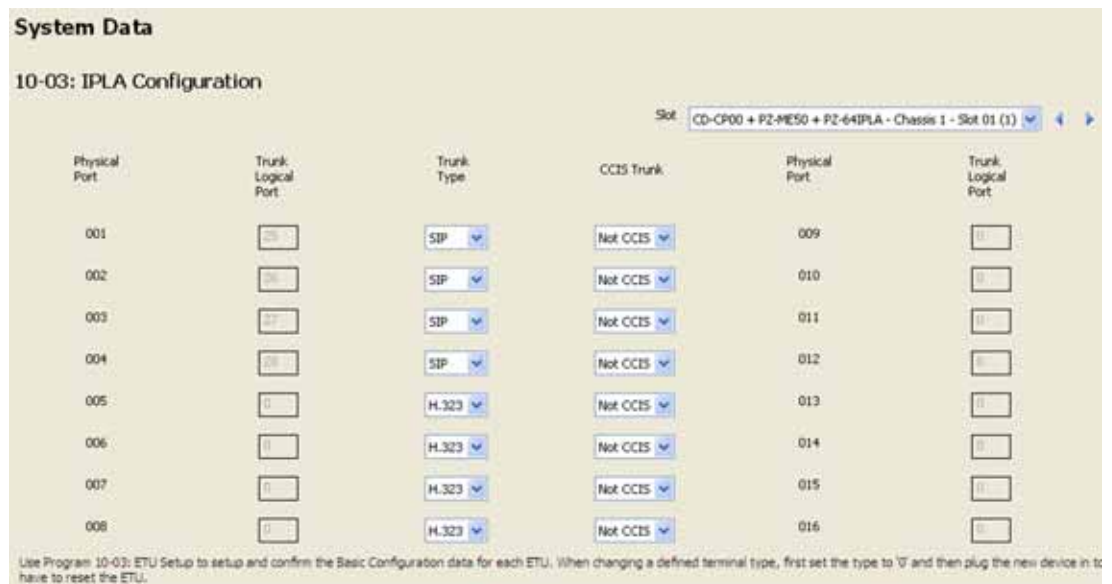 System Data
10-03: IPLA Configuration
Slot CD-CP00 + PZ-ME50 + PZ-64IPLA - Chassis 1 - Slot 01 (1)
Physical Port Trunk Logical Port Trunk Type CCIS Trunk Physical Port Trunk Logical Port
001 25 SIP Not CCIS 009 0
002 26 SIP Not CCIS 010 0
003 27 SIP Not CCIS 011 0
004 28 SIP Not CCIS 012 0
005 0 H.323 Not CCIS 013 0
006 0 H.323 Not CCIS 014 0
007 0 H.323 Not CCIS 015 0
008 0 H.323 Not CCIS 016 0
Use Program 10-03: ETU Setup to setup and confirm the Basic Configuration data for each ETU. When changing a defined terminal type, first set the type to '0' and then plug the new device in to
have to reset the ETU.